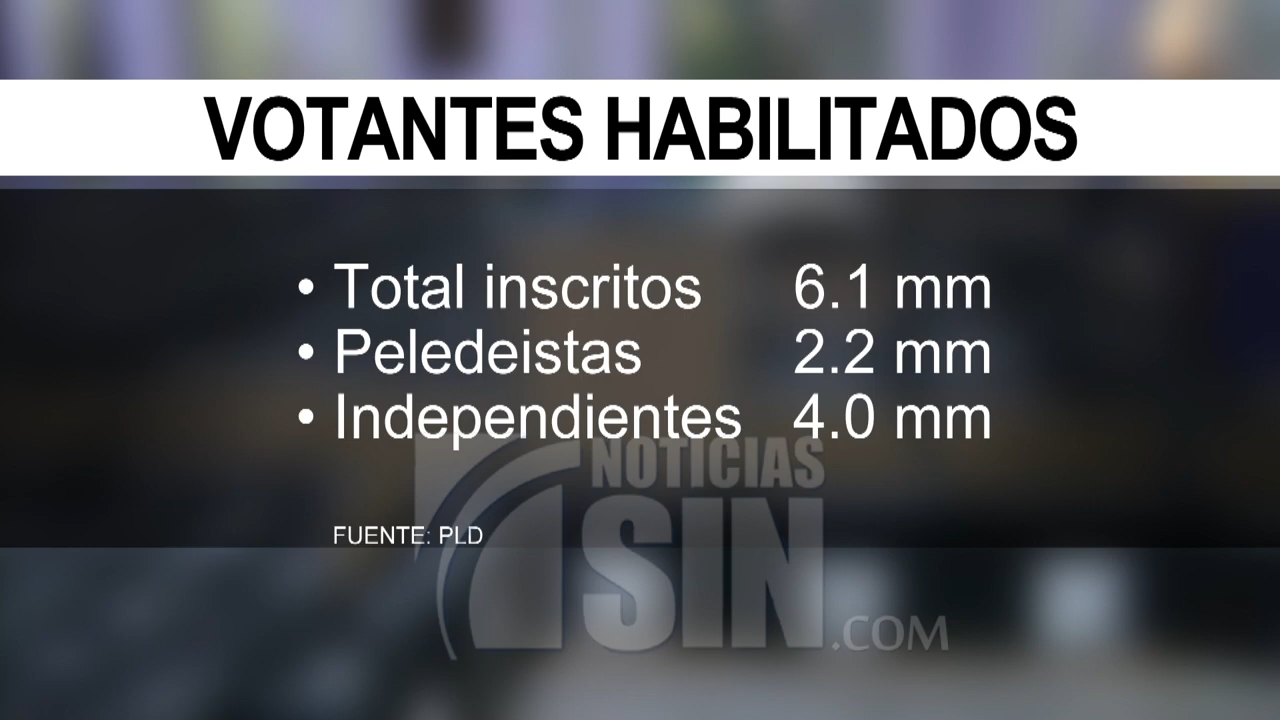 VOTANTES HABILITADOS
• Total inscritos 6.1 mm
• Peledeistas 2.2 mm
• Independientes 4.0 mm
NOTICIAS
SIN
.COM
FUENTE: PLD